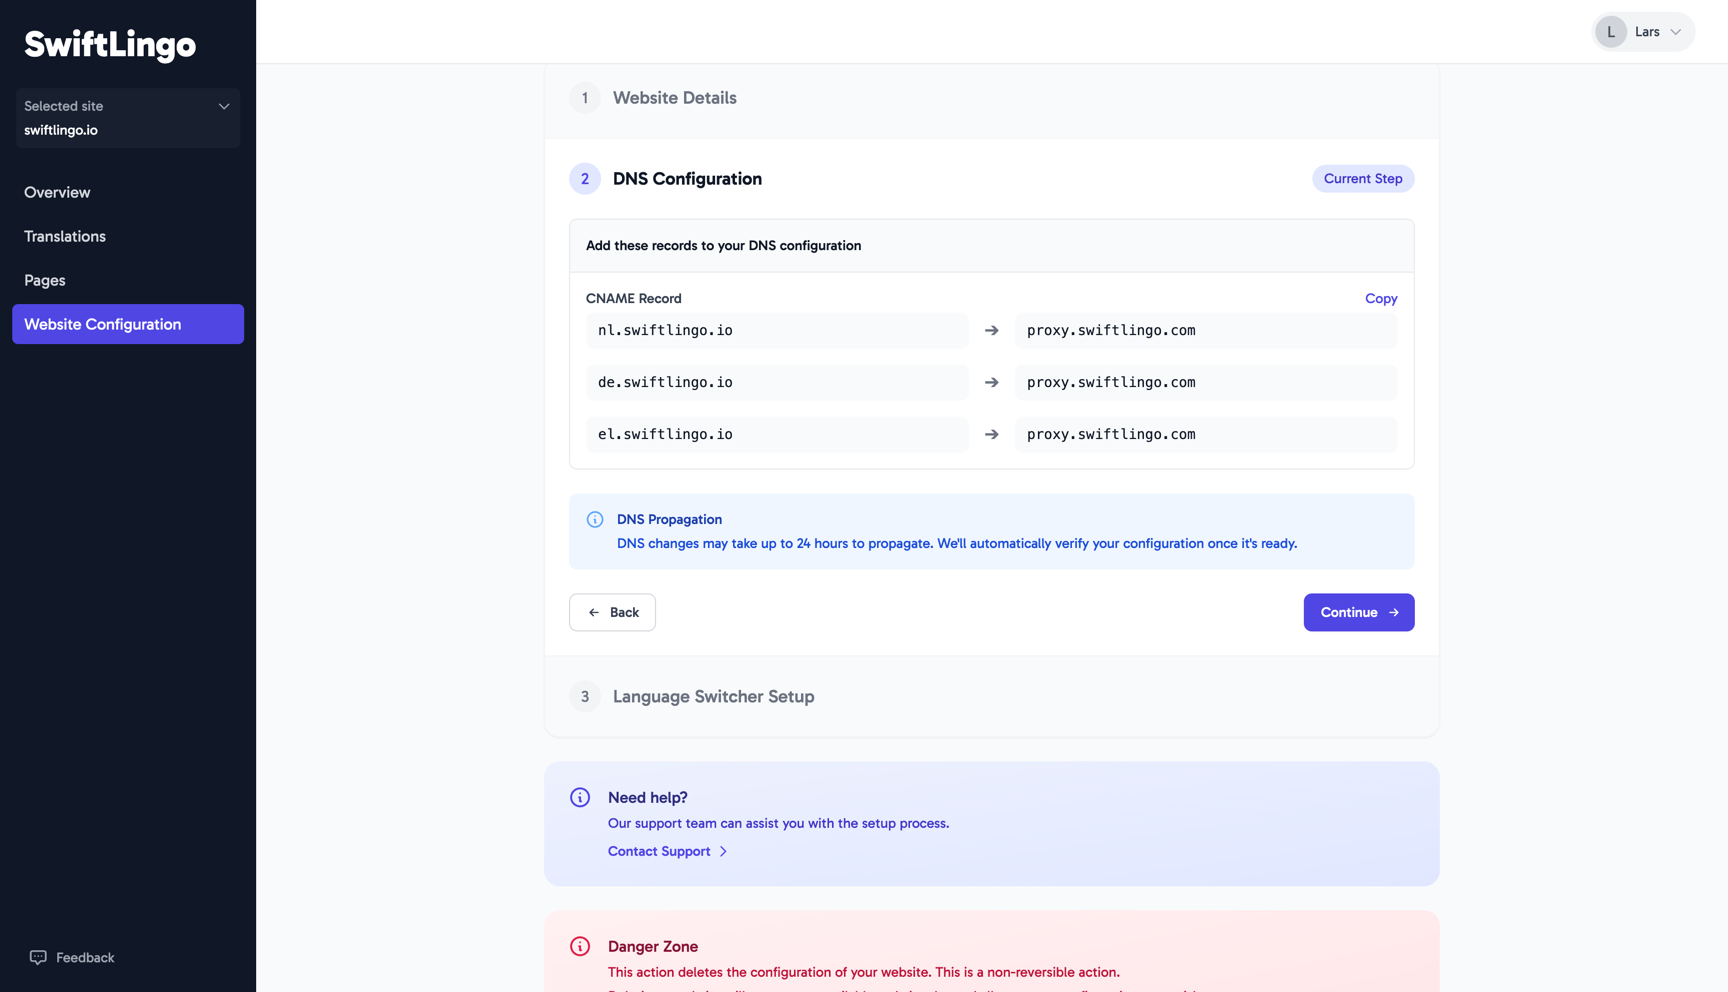 SwiftLingo
Selected site
swiftlingo.io
Overview
Translations
Pages
Website Configuration
Feedback
L Lars
1 Website Details
2 DNS Configuration
Current Step
Add these records to your DNS configuration
CNAME Record
Copy
nl.swiftlingo.io → proxy.swiftlingo.com
de.swiftlingo.io → proxy.swiftlingo.com
el.swiftlingo.io → proxy.swiftlingo.com
DNS Propagation
DNS changes may take up to 24 hours to propagate. We'll automatically verify your configuration once it's ready.
← Back
Continue →
3 Language Switcher Setup
Need help?
Our support team can assist you with the setup process.
Contact Support >
Danger Zone
This action deletes the configuration of your website. This is a non-reversible action.